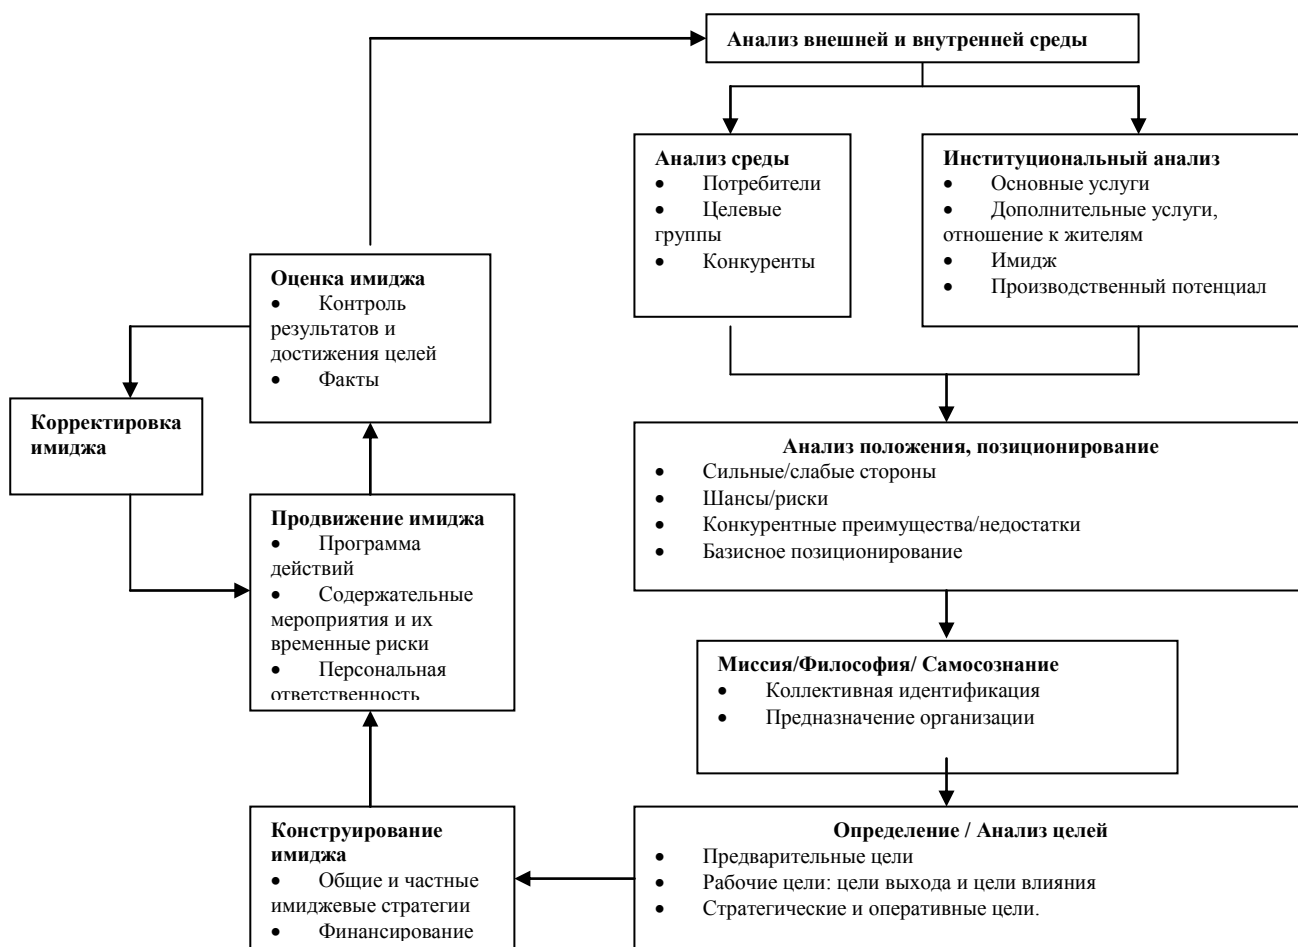 Анализ внешней и внутренней среды
Анализ среды
• Потребители
• Целевые
группы
• Конкуренты
Институциональный анализ
• Основные услуги
• Дополнительные услуги,
отношение к жителям
• Имидж
• Производственный потенциал
Анализ положения, позиционирование
• Сильные/слабые стороны
• Шансы/риски
• Конкурентные преимущества/недостатки
• Базисное позиционирование
Миссия/Философия/ Самосознание
• Коллективная идентификация
• Предназначение организации
Определение / Анализ целей
• Предварительные цели
• Рабочие цели: цели выхода и цели влияния
• Стратегические и оперативные цели.
Конструирование
имиджа
• Общие и частные
имиджевые стратегии
• Финансирование
Продвижение имиджа
• Программа
действий
• Содержательные
мероприятия и их
временные риски
• Персональная
ответственность
Оценка имиджа
• Контроль
результатов и
достижения целей
• Факты
Корректировка
имиджа